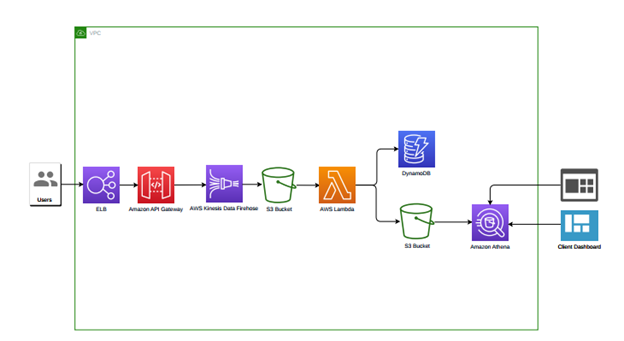 VPC
Users
ELB
Amazon API Gateway
AWS Kinesis Data Firehose
S3 Bucket
AWS Lambda
DynamoDB
S3 Bucket
Amazon Athena
Client Dashboard